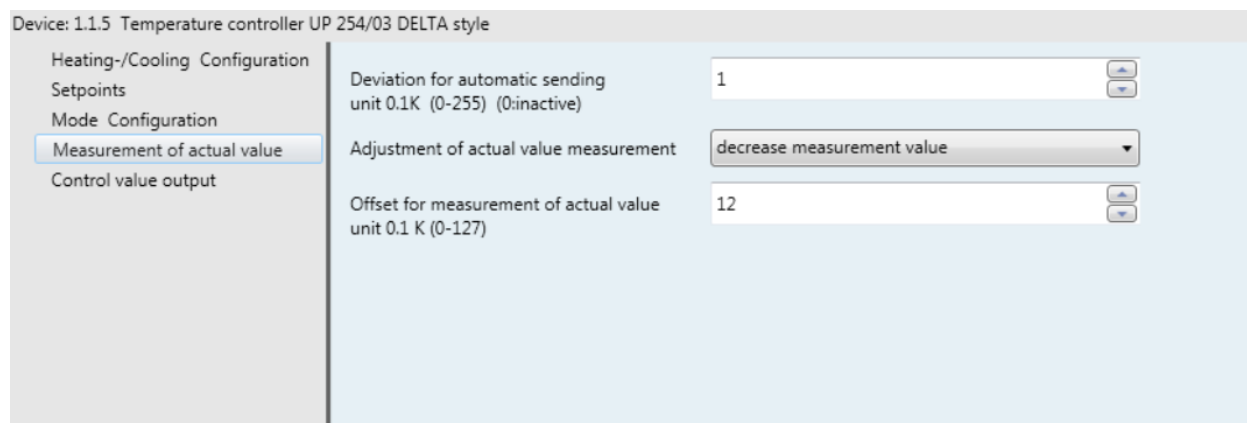 Device: 1.1.5 Temperature controller UP 254/03 DELTA style
Heating-/Cooling Configuration
Setpoints
Mode Configuration
Measurement of actual value
Control value output
Deviation for automatic sending
unit 0.1K (0-255) (0:inactive)
1
Adjustment of actual value measurement
decrease measurement value
Offset for measurement of actual value
unit 0.1 K (0-127)
12